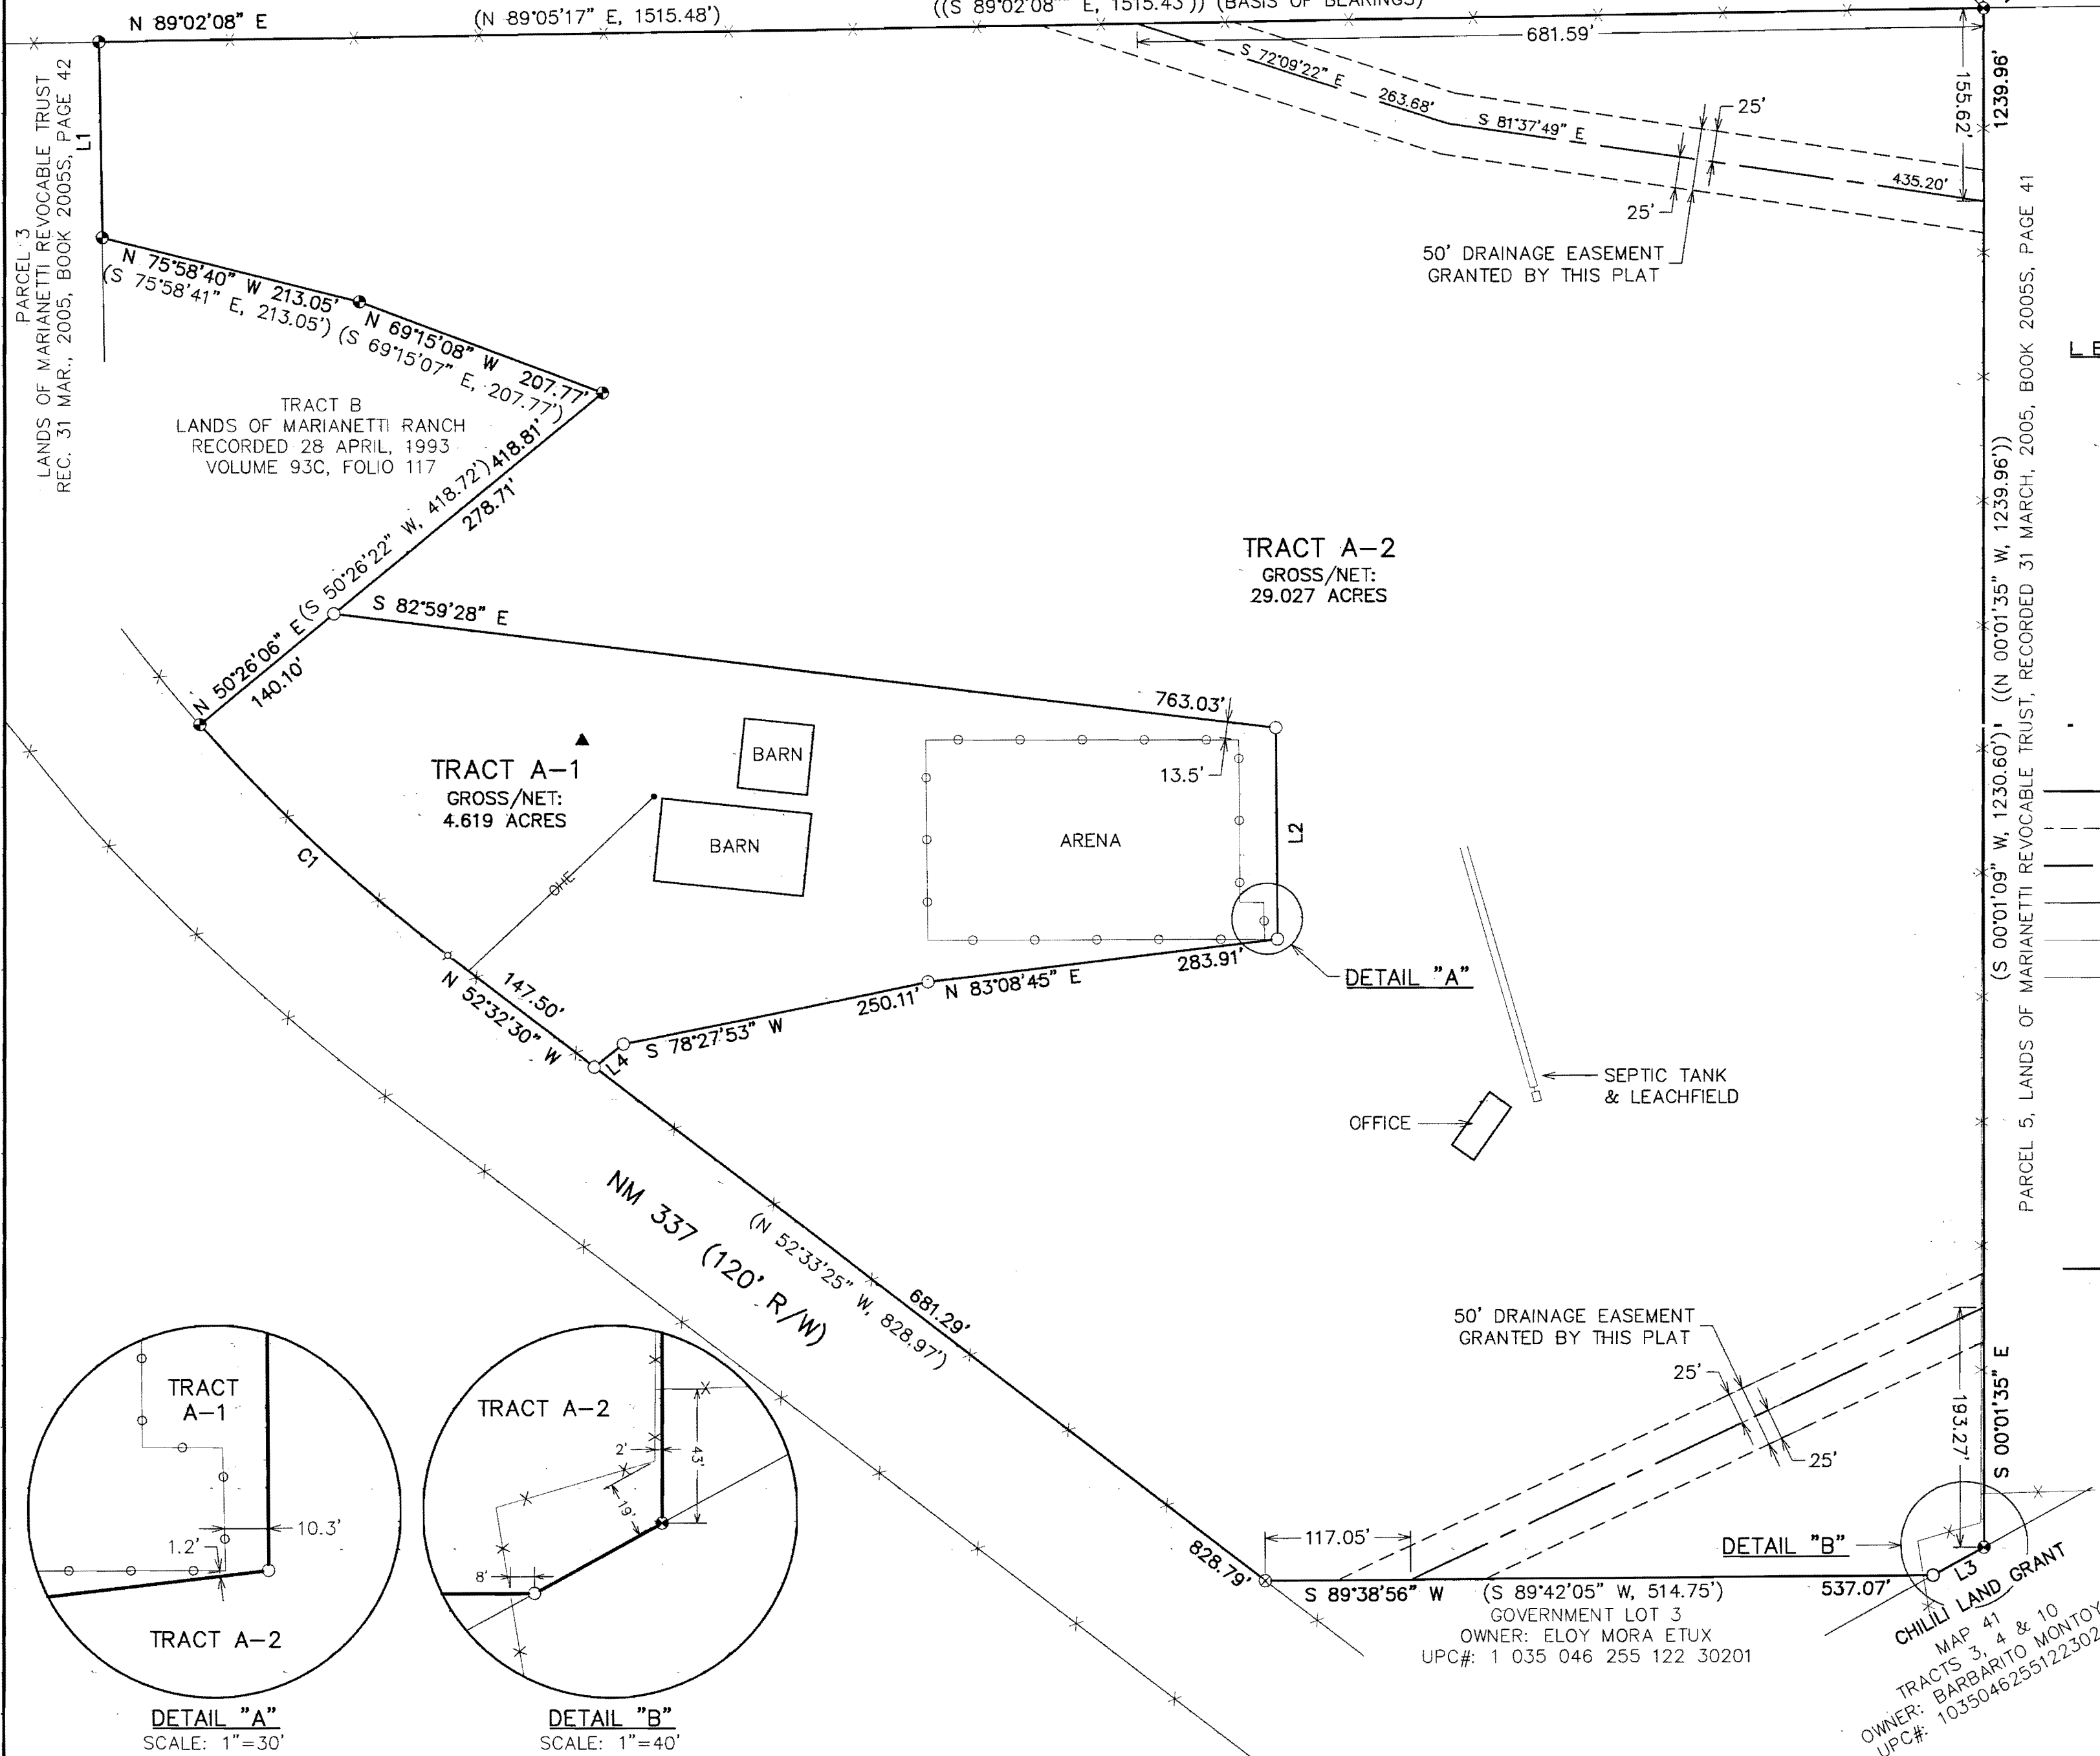 N 89°02'08" E
(N 89°05'17" E, 1515.48')
E, 1515.43')) (BASIS OF BEARINGS)
681.59'
S 72°09'22" E
263.68'
S 81°37'49" E
435.20'
25'
25'
155.62'
1239.96'
50' DRAINAGE EASEMENT
GRANTED BY THIS PLAT
PARCEL 3
LANDS OF MARIANETTI REVOCABLE TRUST
REC. 31 MAR., 2005, BOOK 2005S, PAGE 42
L1
N 75°58'40" W 213.05'
(S 75°58'41" E, 213.05')
N 69°15'08" W 207.77'
(S 69°15'07" E, 207.77')
TRACT B
LANDS OF MARIANETTI RANCH
RECORDED 28 APRIL, 1993
VOLUME 93C, FOLIO 117
N 50°26'06" E
(S 50°26'22" W, 418.72')
418.81'
278.71'
140.10'
TRACT A-2
GROSS/NET:
29.027 ACRES
S 82°59'28" E
763.03'
13.5'
TRACT A-1
GROSS/NET:
4.619 ACRES
BARN
BARN
ARENA
L2
OHE
C1
147.50'
N 52°32'30" W
L4
S 78°27'53" W
250.11'
N 83°08'45" E
283.91'
DETAIL "A"
SEPTIC TANK
& LEACHFIELD
OFFICE
NM 337 (120' R/W)
(N 52°33'25" W, 828.97')
681.29'
828.79'
(S 00°01'09" W, 1230.60') ((N 00°01'35" W, 1239.96'))
PARCEL 5, LANDS OF MARIANETTI REVOCABLE TRUST, RECORDED 31 MARCH, 2005, BOOK 2005S, PAGE 41
50' DRAINAGE EASEMENT
GRANTED BY THIS PLAT
25'
25'
193.27'
S 00°01'35" E
117.05'
DETAIL "B"
L3
S 89°38'56" W
(S 89°42'05" W, 514.75')
537.07'
GOVERNMENT LOT 3
OWNER: ELOY MORA ETUX
UPC#: 1 035 046 255 122 30201
CHILILI LAND GRANT
MAP 41
TRACTS 3, 4 & 10
OWNER: BARBARITO MONTOY
UPC#: 1035046255122302
TRACT
A-1
1.2'
10.3'
TRACT A-2
DETAIL "A"
SCALE: 1"=30'
TRACT A-2
2'
43'
19'
8'
DETAIL "B"
SCALE: 1"=40'